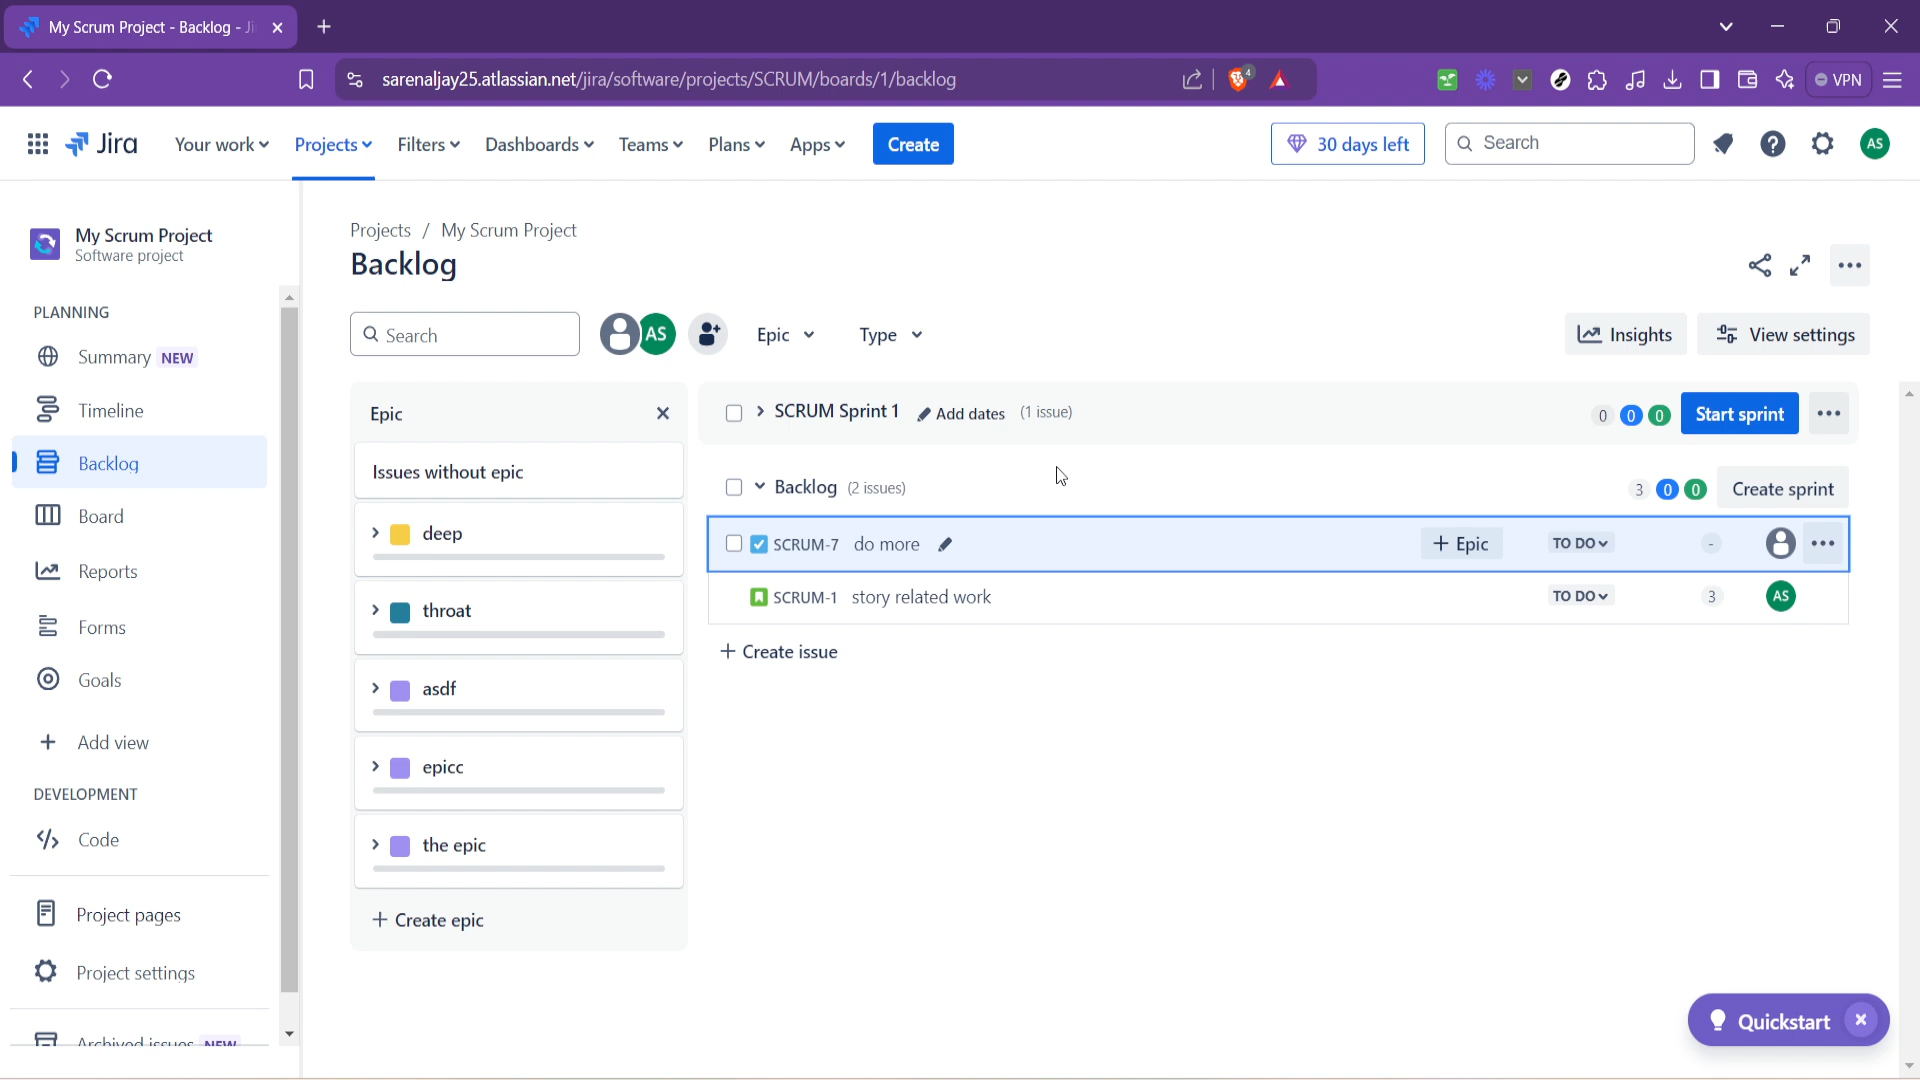 My Scrum Project - Backlog - Ji
sarenaljay25.atlassian.net/jira/software/projects/SCRUM/boards/1/backlog
4
VPN
Jira
Your work
Projects
Filters
Dashboards
Teams
Plans
Apps
Create
30 days left
Search
AS
My Scrum Project
Software project
PLANNING
Summary NEW
Timeline
Backlog
Board
Reports
Forms
Goals
+ Add view
DEVELOPMENT
Code
Project pages
Project settings
Archived issues NEW
Projects / My Scrum Project
Backlog
Search
AS
Epic
Type
Insights
View settings
Epic
Issues without epic
deep
throat
asdf
epicc
the epic
+ Create epic
SCRUM Sprint 1 Add dates (1 issue)
0 0 0 Start sprint
Backlog (2 issues)
3 0 0 Create sprint
SCRUM-7 do more + Epic TO DO -
SCRUM-1 story related work TO DO 3 AS
+ Create issue
Quickstart